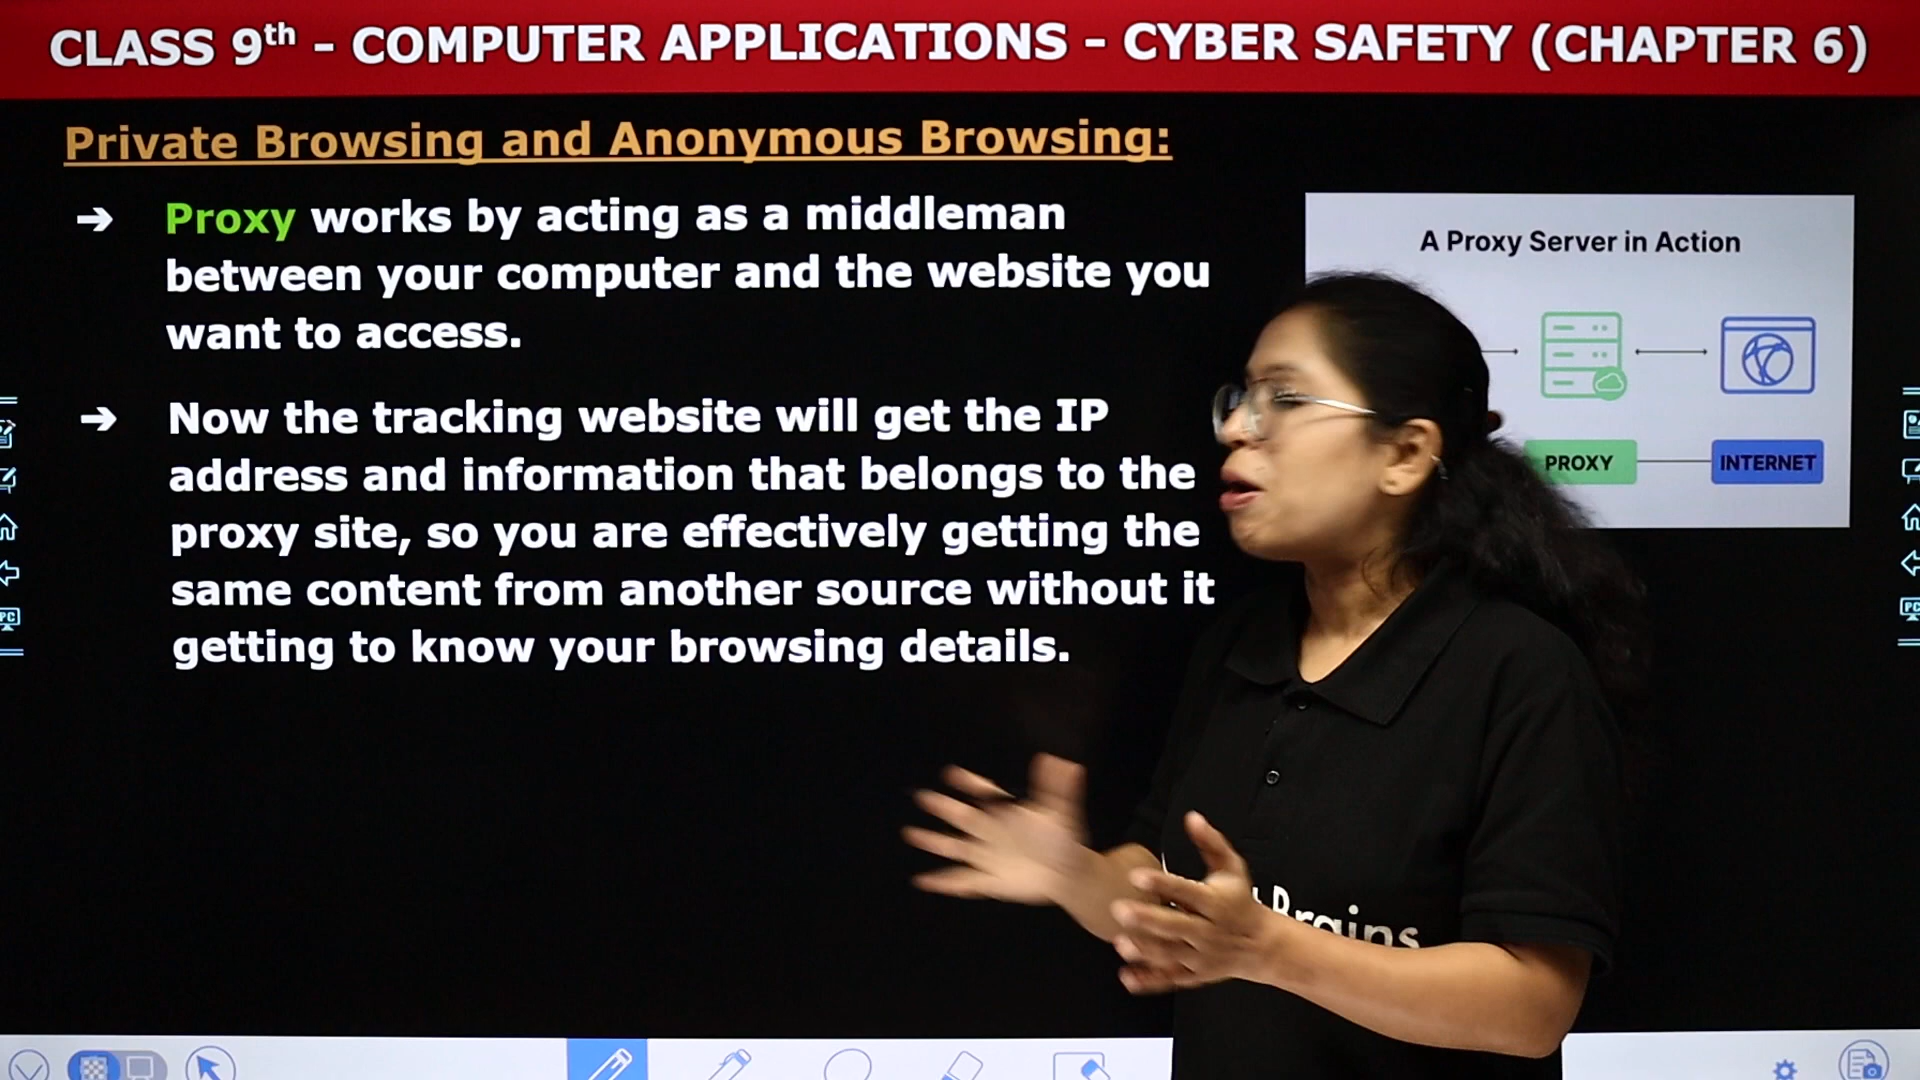 CLASS 9th - COMPUTER APPLICATIONS - CYBER SAFETY (CHAPTER 6)
Private Browsing and Anonymous Browsing:
➔ Proxy works by acting as a middleman
between your computer and the website you
want to access.
➔ Now the tracking website will get the IP
address and information that belongs to the
proxy site, so you are effectively getting the
same content from another source without it
getting to know your browsing details.
A Proxy Server in Action
PROXY
INTERNET
Brains
PC
PC